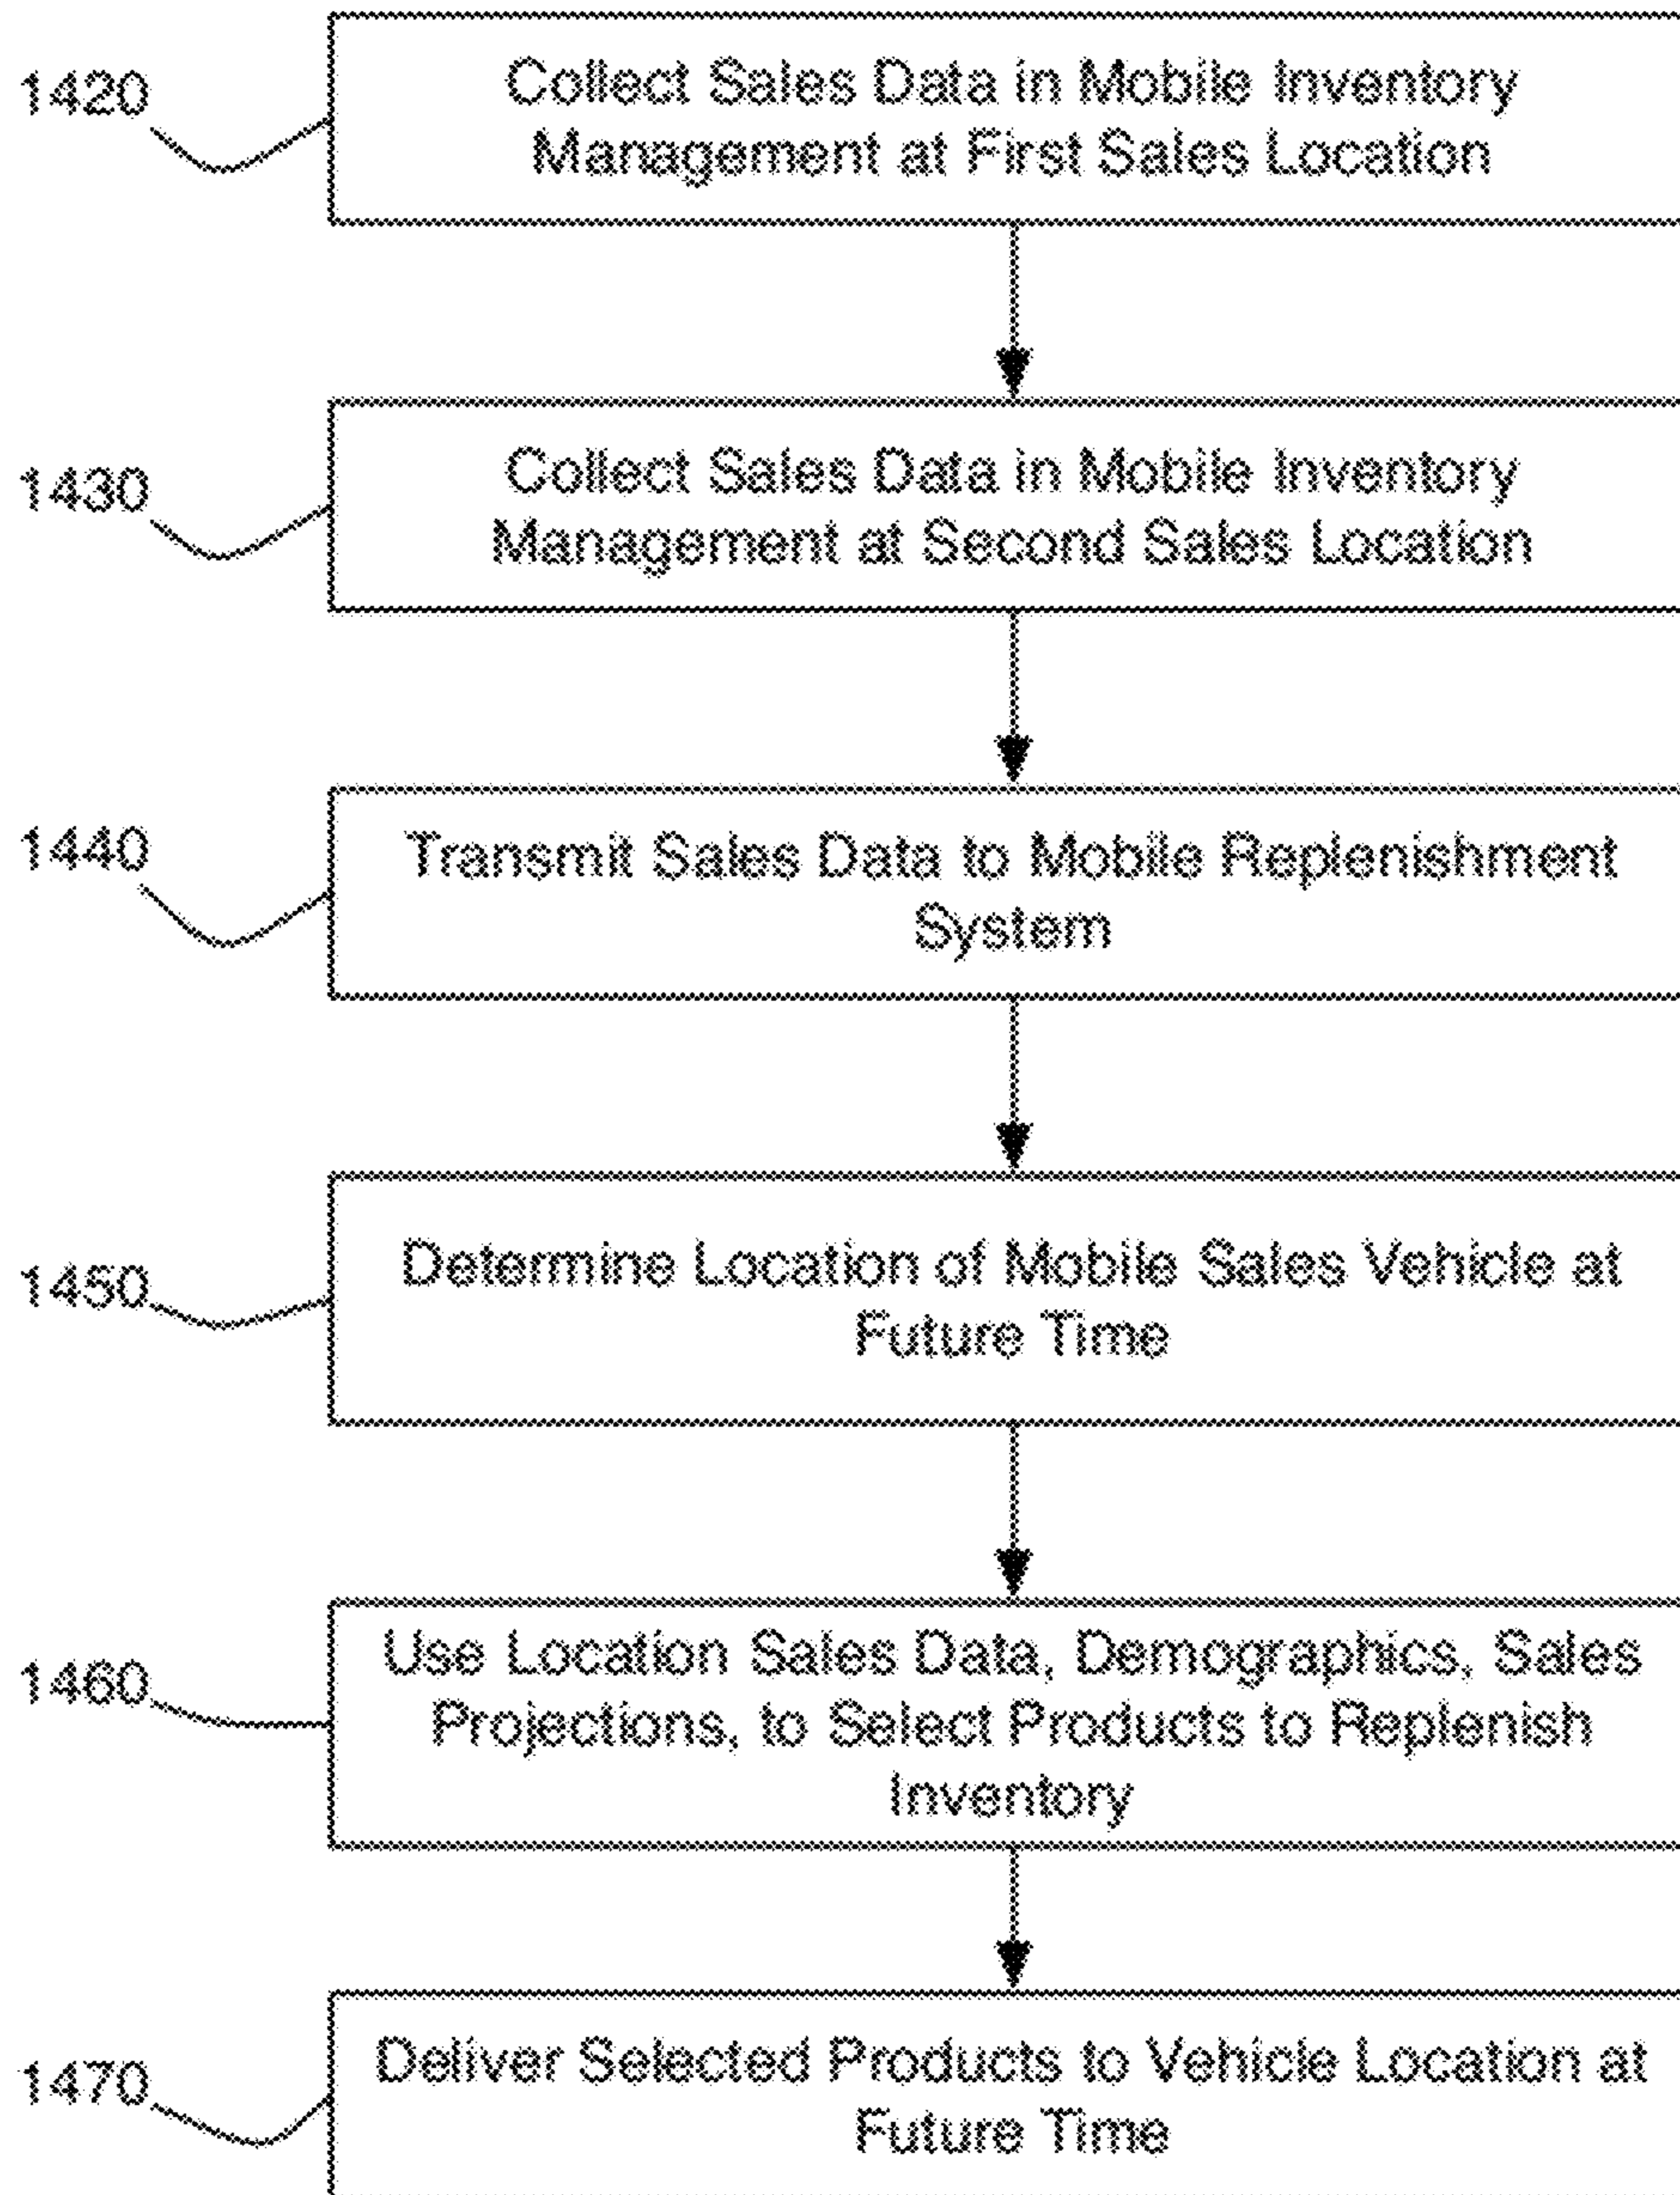 1420
Collect Sales Data in Mobile Inventory
Management at First Sales Location
1430
Collect Sales Data in Mobile Inventory
Management at Second Sales Location
1440
Transmit Sales Data to Mobile Replenishment
System
1450
Determine Location of Mobile Sales Vehicle at
Future Time
1460
Use Location Sales Data, Demographics, Sales
Projections, to Select Products to Replenish
Inventory
1470
Deliver Selected Products to Vehicle Location at
Future Time